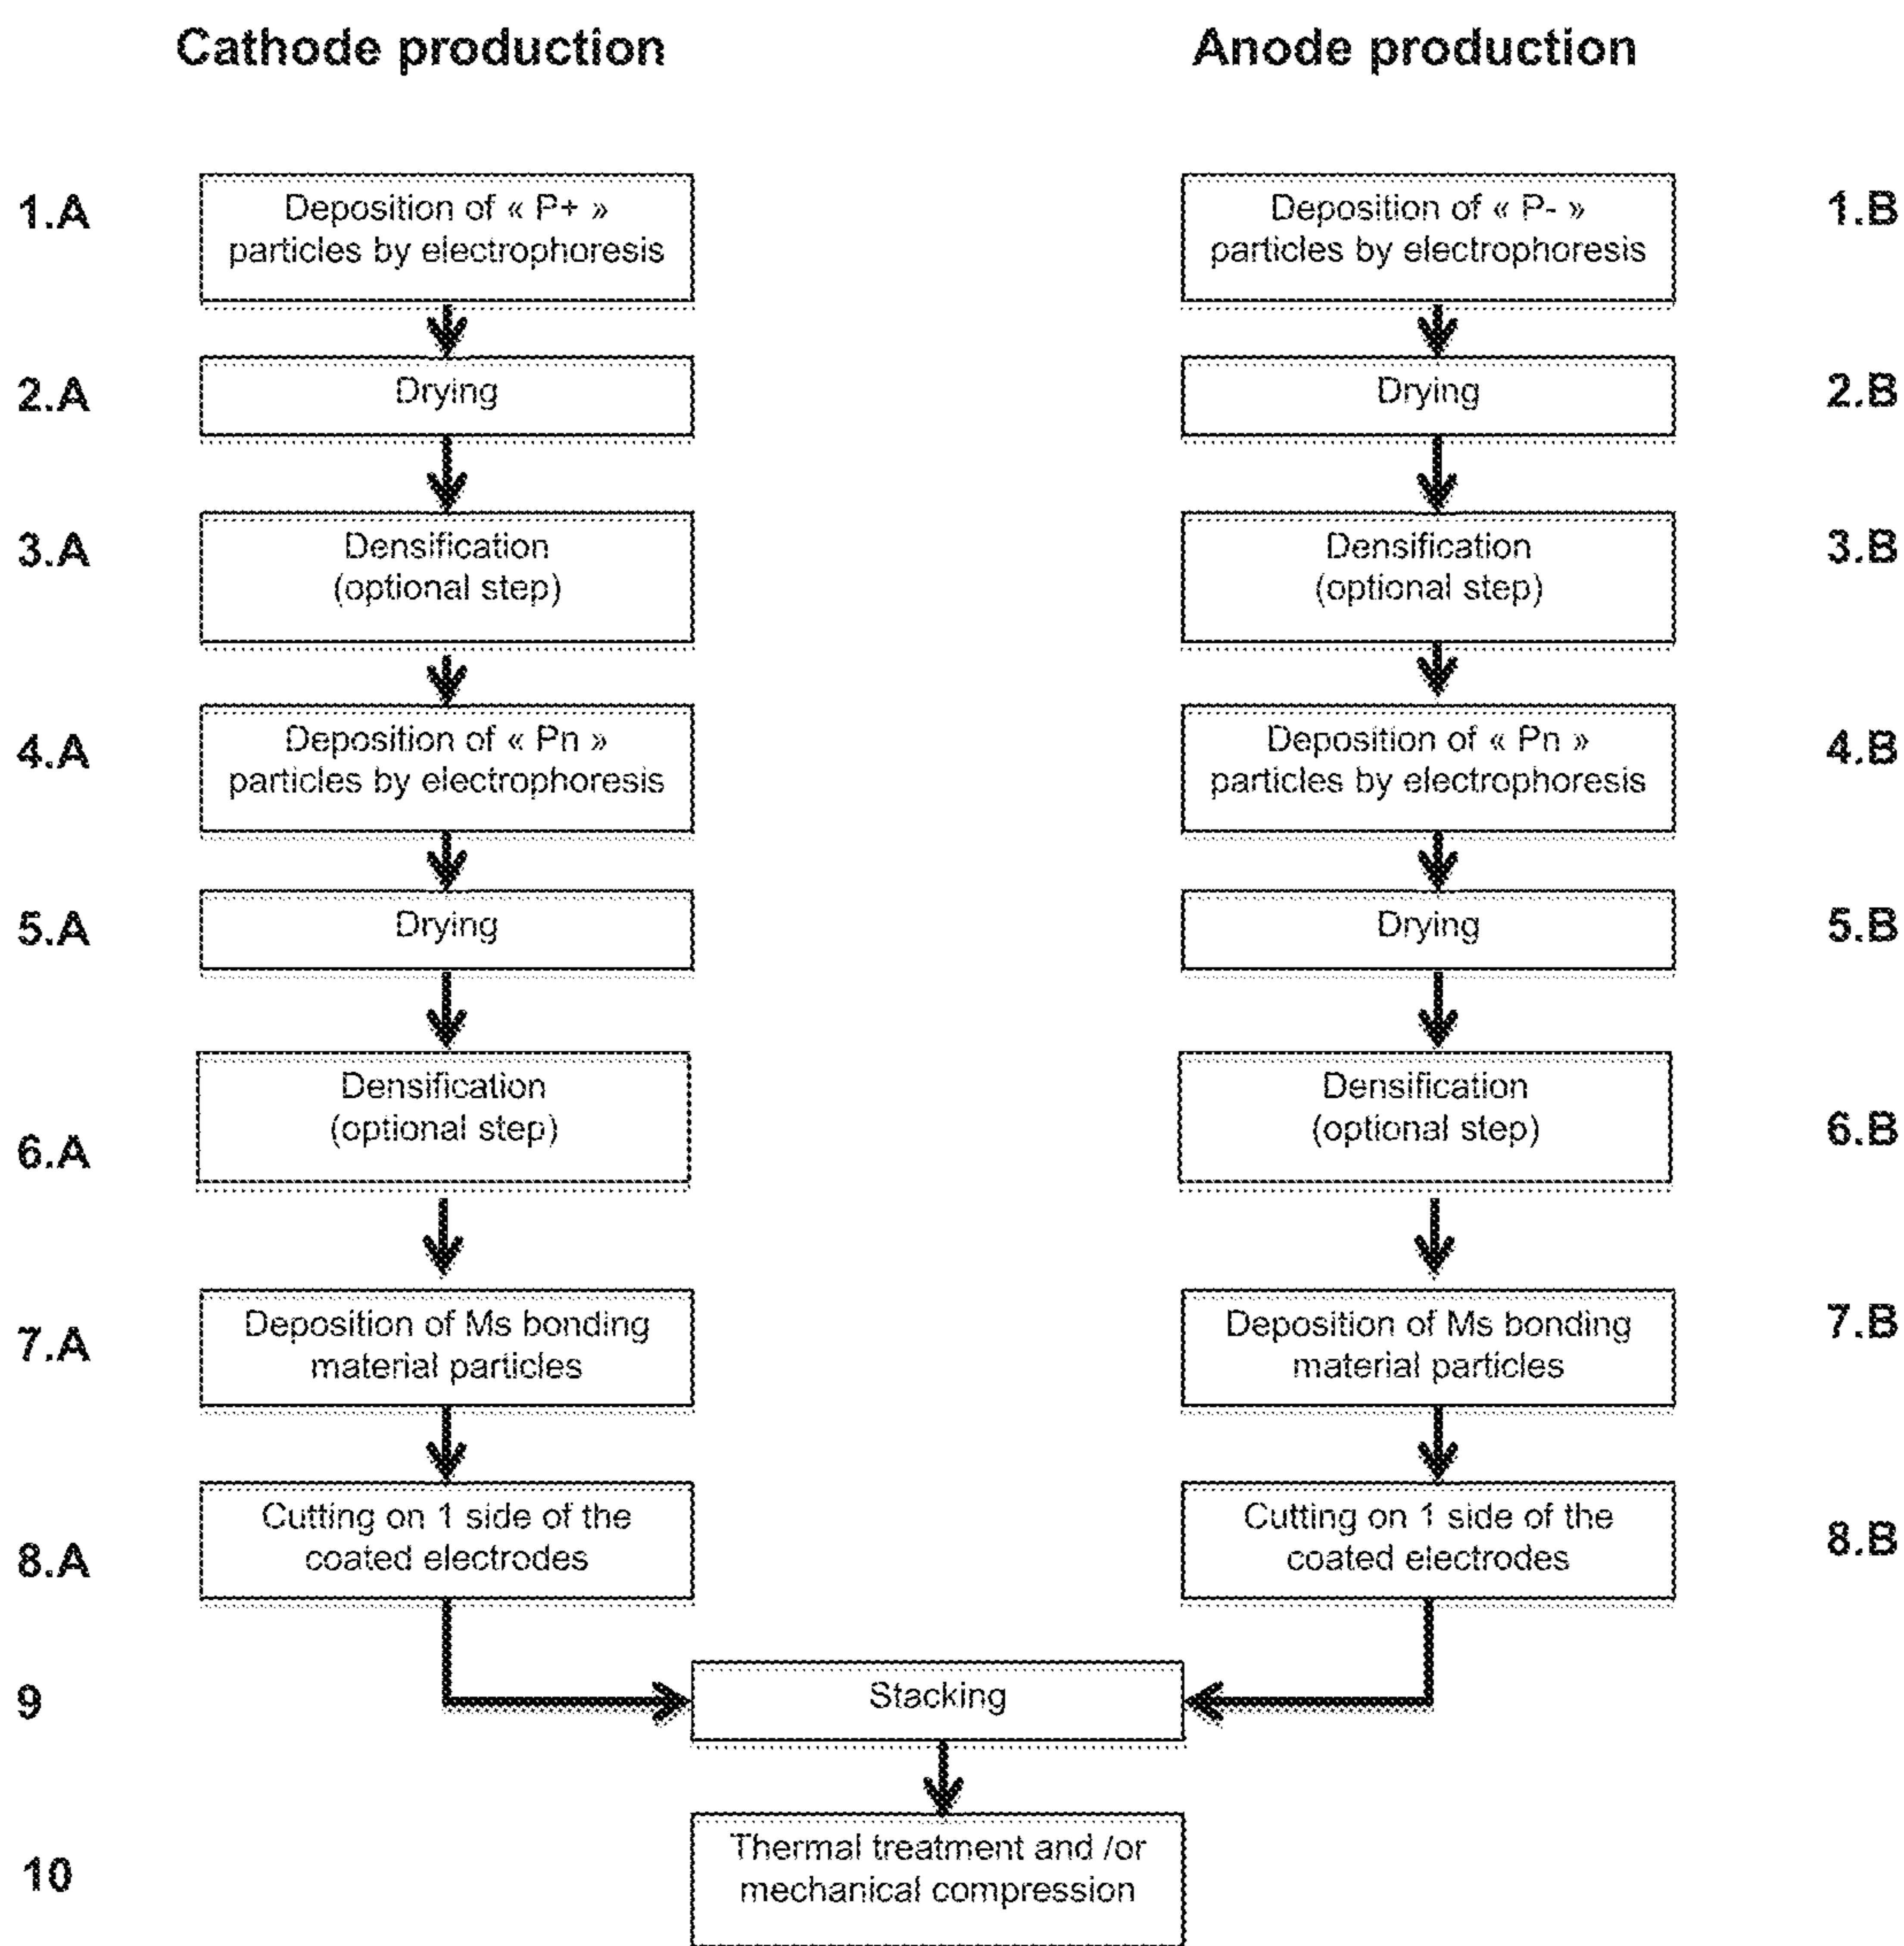 Cathode production
Anode production
1.A
Deposition of « P+ »
particles by electrophoresis
Deposition of « P- »
particles by electrophoresis
1.B
2.A
Drying
Drying
2.B
3.A
Densification
(optional step)
Densification
(optional step)
3.B
4.A
Deposition of « Pn »
particles by electrophoresis
Deposition of « Pn »
particles by electrophoresis
4.B
5.A
Drying
Drying
5.B
6.A
Densification
(optional step)
Densification
(optional step)
6.B
7.A
Deposition of Ms bonding
material particles
Deposition of Ms bonding
material particles
7.B
8.A
Cutting on 1 side of the
coated electrodes
Cutting on 1 side of the
coated electrodes
8.B
9
Stacking
10
Thermal treatment and /or
mechanical compression